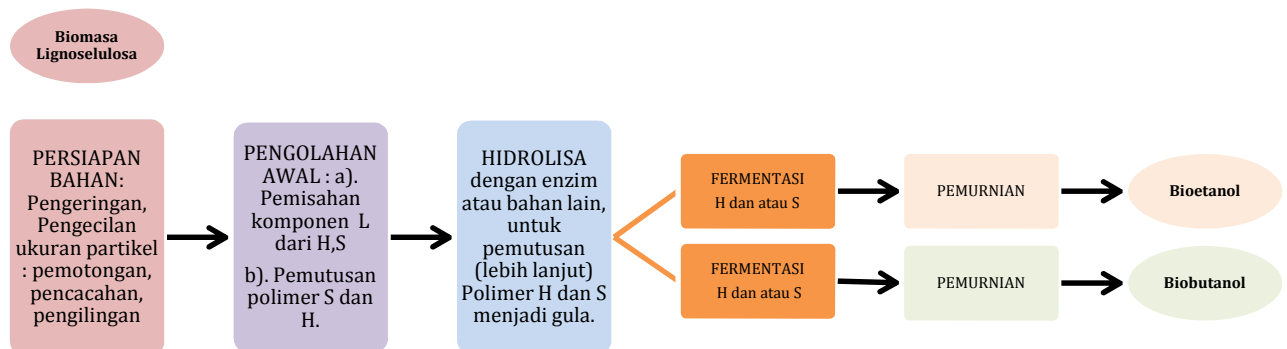 Biomasa
Lignoselulosa
PERSIAPAN
BAHAN:
Pengeringan,
Pengecilan
ukuran partikel
: pemotongan,
pencacahan,
pengilingan
PENGOLAHAN
AWAL : a).
Pemisahan
komponen L
dari H,S
b). Pemutusan
polimer S dan
H.
HIDROLISA
dengan enzim
atau bahan lain,
untuk
pemutusan
(lebih lanjut)
Polimer H dan S
menjadi gula.
FERMENTASI
H dan atau S
PEMURNIAN
Bioetanol
FERMENTASI
H dan atau S
PEMURNIAN
Biobutanol